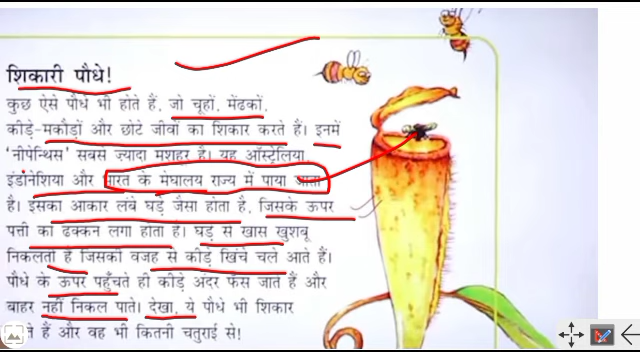 शिकारी पौधे!
कुछ ऐसे पौधे भी होते हैं, जो चूहों, मेंढकों,
कीड़े-मकौड़ों और छोटे जीवों का शिकार करते हैं। इनमें
'नीपेन्थिस' सबसे ज़्यादा मशहूर है। यह ऑस्ट्रेलिया,
इंडोनेशिया और भारत के मेघालय राज्य में पाया जाता
है। इसका आकार लंबे घड़े जैसा होता है, जिसके ऊपर
पत्ती का ढक्कन लगा होता है। घड़े से खास खुशबू
निकलती है जिसकी वजह से कीड़े खिंचे चले आते हैं।
पौधे के ऊपर पहुँचते ही कीड़े अंदर फँस जाते हैं और
बाहर नहीं निकल पाते। देखा, ये पौधे भी शिकार
हैं और वह भी कितनी चतुराई से!